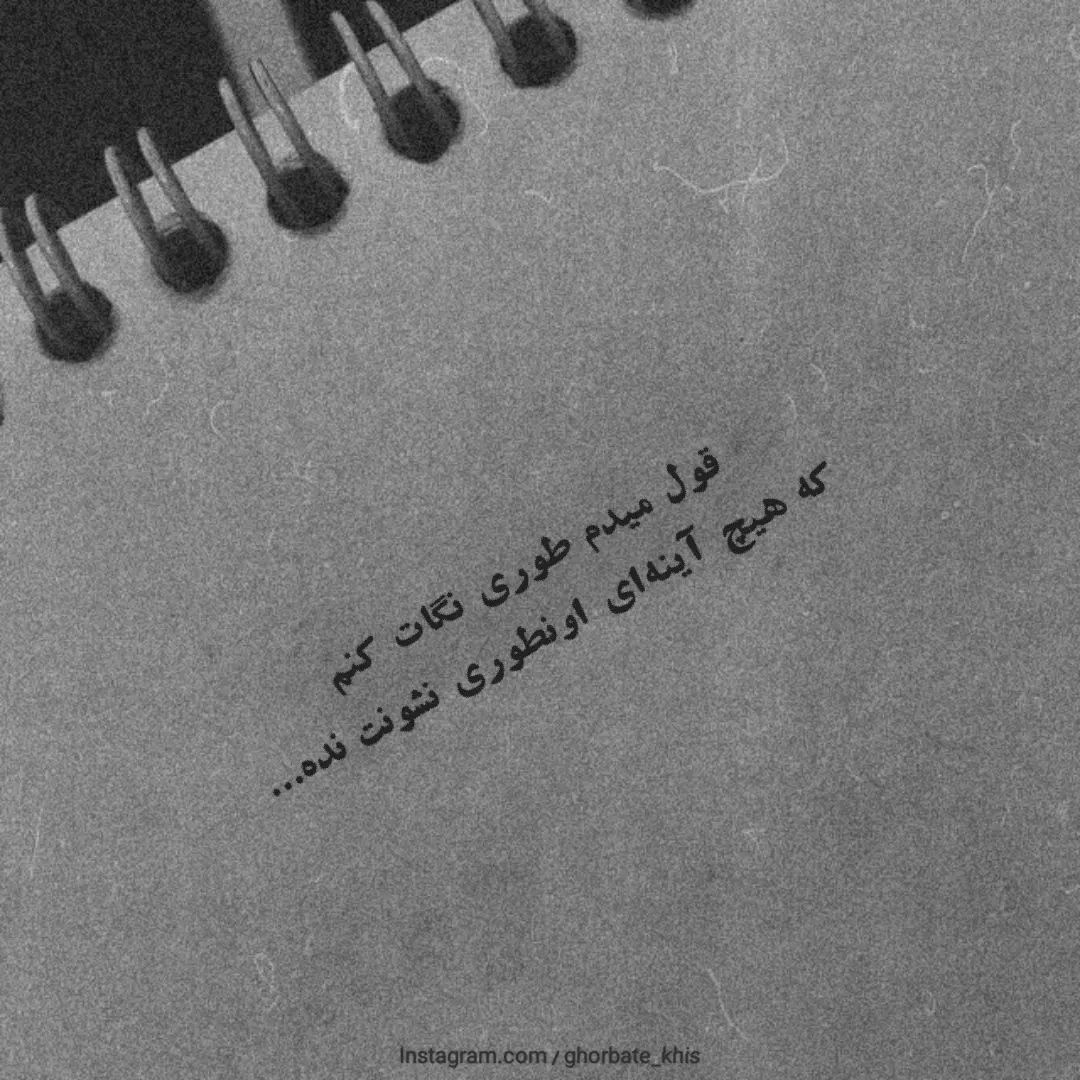 قول میدم طوری نگات کنم
که هیچ آینه‌ای اونطوری نشونت نده...
Instagram.com / ghorbate_khis